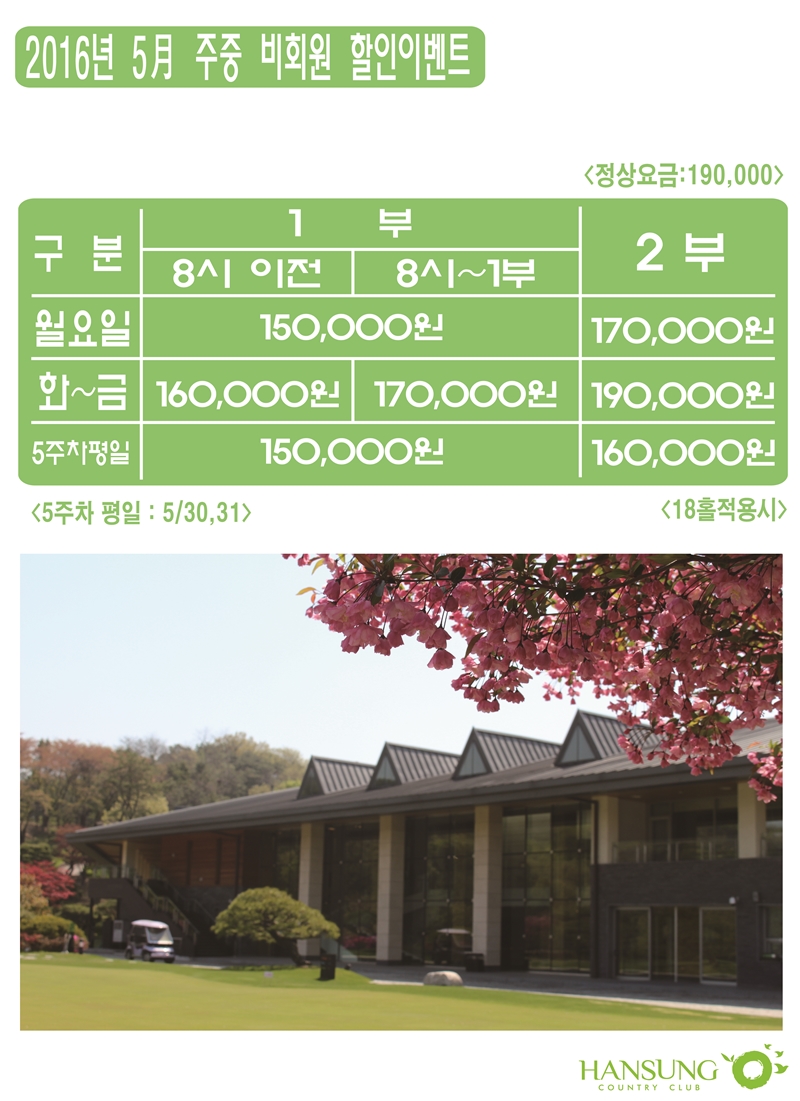 2016년 5月 주중 비회원 할인이벤트
<정상요금:190,000>
구 분
1 부
2 부
8시 이전
8시~1부
월요일
150,000원
170,000원
화~금
160,000원
170,000원
190,000원
5주차평일
150,000원
160,000원
<5주차 평일 : 5/30,31>
<18홀적용시>
HANSUNG
COUNTRY CLUB